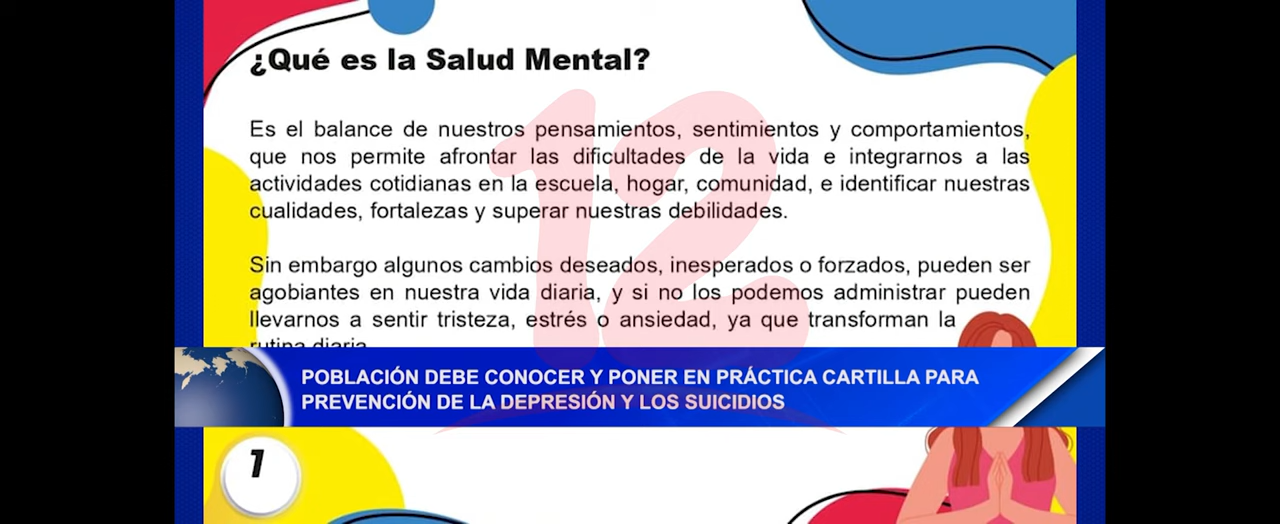 ¿Qué es la Salud Mental?
Es el balance de nuestros pensamientos, sentimientos y comportamientos,
que nos permite afrontar las dificultades de la vida e integrarnos a las
actividades cotidianas en la escuela, hogar, comunidad, e identificar nuestras
cualidades, fortalezas y superar nuestras debilidades.
Sin embargo algunos cambios deseados, inesperados o forzados, pueden ser
agobiantes en nuestra vida diaria, y si no los podemos administrar pueden
llevarnos a sentir tristeza, estrés o ansiedad, ya que transforman la
rutina diaria
12
POBLACIÓN DEBE CONOCER Y PONER EN PRÁCTICA CARTILLA PARA
PREVENCIÓN DE LA DEPRESIÓN Y LOS SUICIDIOS
1